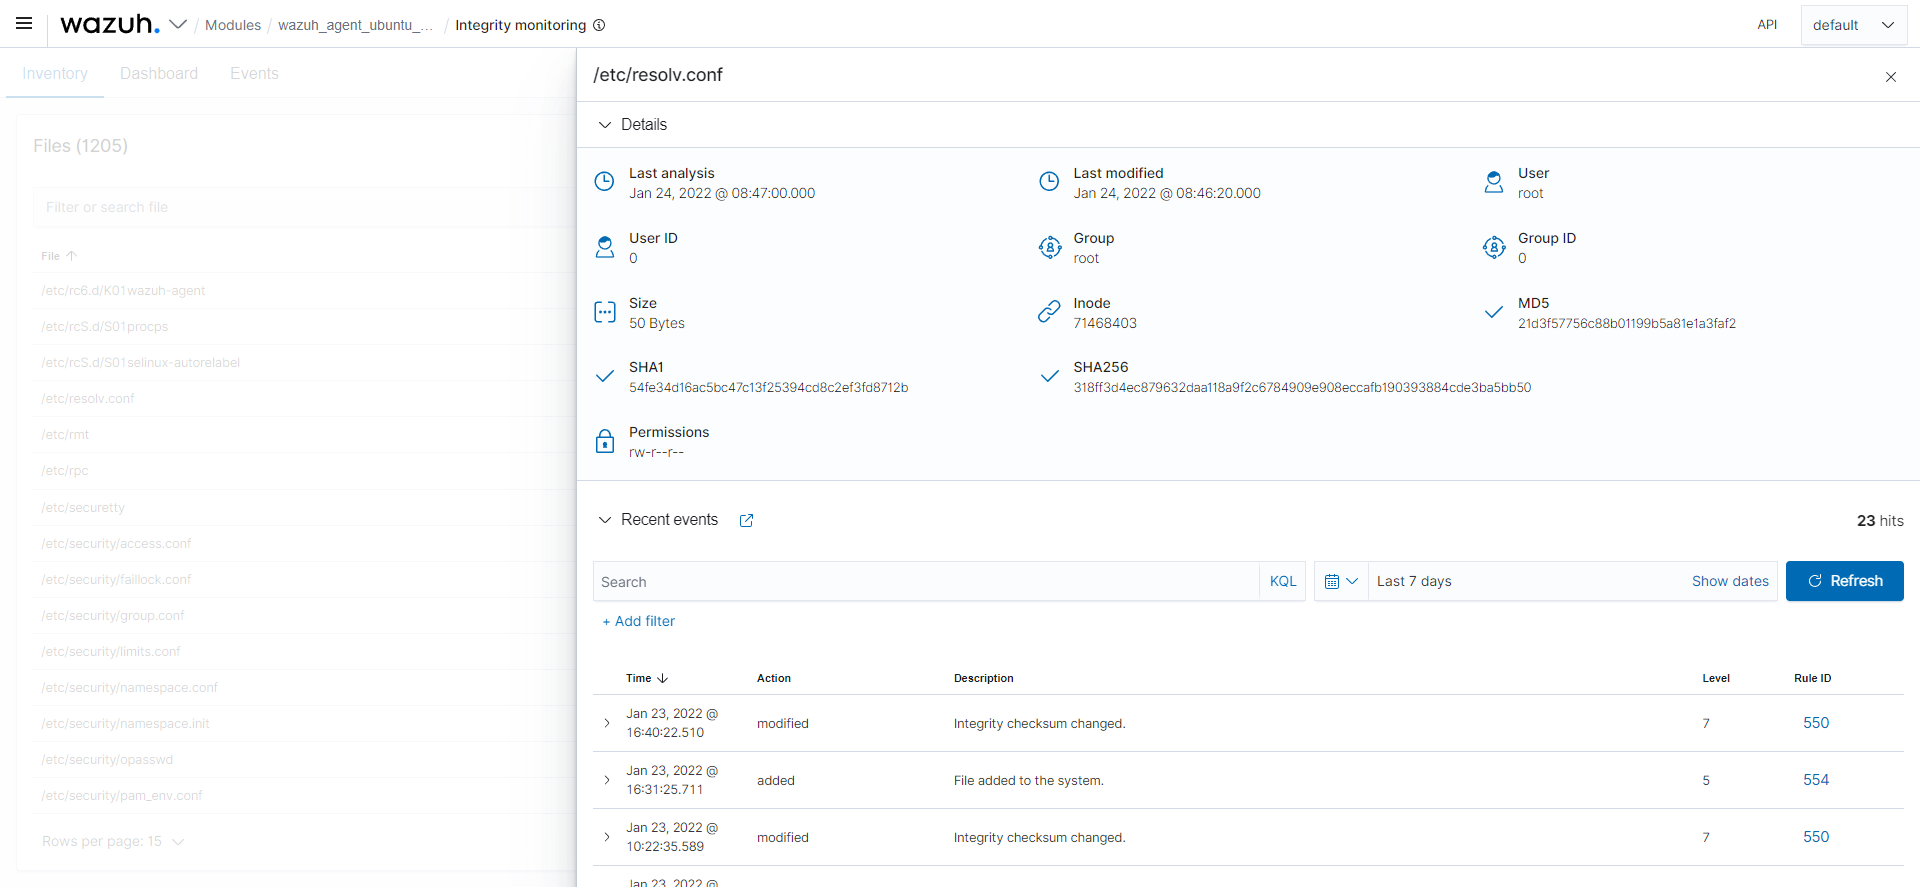 wazuh. / Modules / wazuh_agent_ubuntu_... / Integrity monitoring
API default
Inventory Dashboard Events
Files (1205)
Filter or search file
File
/etc/rc6.d/K01wazuh-agent
/etc/rcS.d/S01procps
/etc/rcS.d/S01selinux-autorelabel
/etc/resolv.conf
/etc/rmt
/etc/rpc
/etc/securetty
/etc/security/access.conf
/etc/security/faillock.conf
/etc/security/group.conf
/etc/security/limits.conf
/etc/security/namespace.conf
/etc/security/namespace.init
/etc/security/opasswd
/etc/security/pam_env.conf
Rows per page: 15
/etc/resolv.conf
Details
Last analysis
Jan 24, 2022 @ 08:47:00.000
Last modified
Jan 24, 2022 @ 08:46:20.000
User
root
User ID
0
Group
root
Group ID
0
Size
50 Bytes
Inode
71468403
MD5
21d3f57756c88b01199b5a81e1a3faf2
SHA1
54fe34d16ac5bc47c13f25394cd8c2ef3fd8712b
SHA256
318ff3d4ec879632daa118a9f2c6784909e908eccafb190393884cde3ba5bb50
Permissions
rw-r--r--
Recent events
23 hits
Search KQL
Last 7 days Show dates
Refresh
+ Add filter
Time Action Description Level Rule ID
Jan 23, 2022 @
16:40:22.510 modified Integrity checksum changed. 7 550
Jan 23, 2022 @
16:31:25.711 added File added to the system. 5 554
Jan 23, 2022 @
10:22:35.589 modified Integrity checksum changed. 7 550
Jan 23, 2022 @